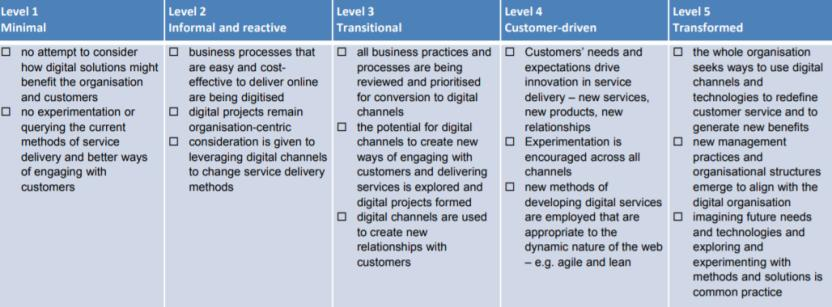 Level 1
Minimal
☐ no attempt to consider
how digital solutions might
benefit the organisation
and customers
☐ no experimentation or
querying the current
methods of service
delivery and better ways
of engaging with
customers
Level 2
Informal and reactive
☐ business processes that
are easy and cost-
effective to deliver online
are being digitised
☐ digital projects remain
organisation-centric
☐ consideration is given to
leveraging digital channels
to change service delivery
methods
Level 3
Transitional
☐ all business practices and
processes are being
reviewed and prioritised
for conversion to digital
channels
☐ the potential for digital
channels to create new
ways of engaging with
customers and delivering
services is explored and
digital projects formed
☐ digital channels are used
to create new
relationships with
customers
Level 4
Customer-driven
☐ Customers' needs and
expectations drive
innovation in service
delivery – new services,
new products, new
relationships
☐ Experimentation is
encouraged across all
channels
☐ new methods of
developing digital services
are employed that are
appropriate to the
dynamic nature of the web
– e.g. agile and lean
Level 5
Transformed
☐ the whole organisation
seeks ways to use digital
channels and
technologies to redefine
customer service and to
generate new benefits
☐ new management
practices and
organisational structures
emerge to align with the
digital organisation
☐ imagining future needs
and technologies and
exploring and
experimenting with
methods and solutions is
common practice